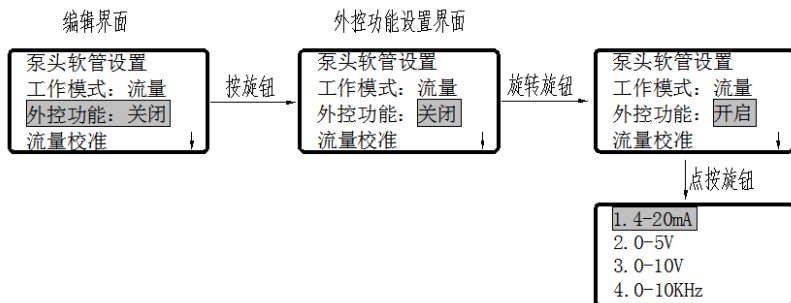 编辑界面
外控功能设置界面
泵头软管设置
工作模式：流量
外控功能：关闭
流量校准
按旋钮
泵头软管设置
工作模式：流量
外控功能：关闭
流量校准
旋转旋钮
泵头软管设置
工作模式：流量
外控功能：开启
流量校准
点按旋钮
1.4-20mA
2.0-5V
3.0-10V
4.0-10KHz